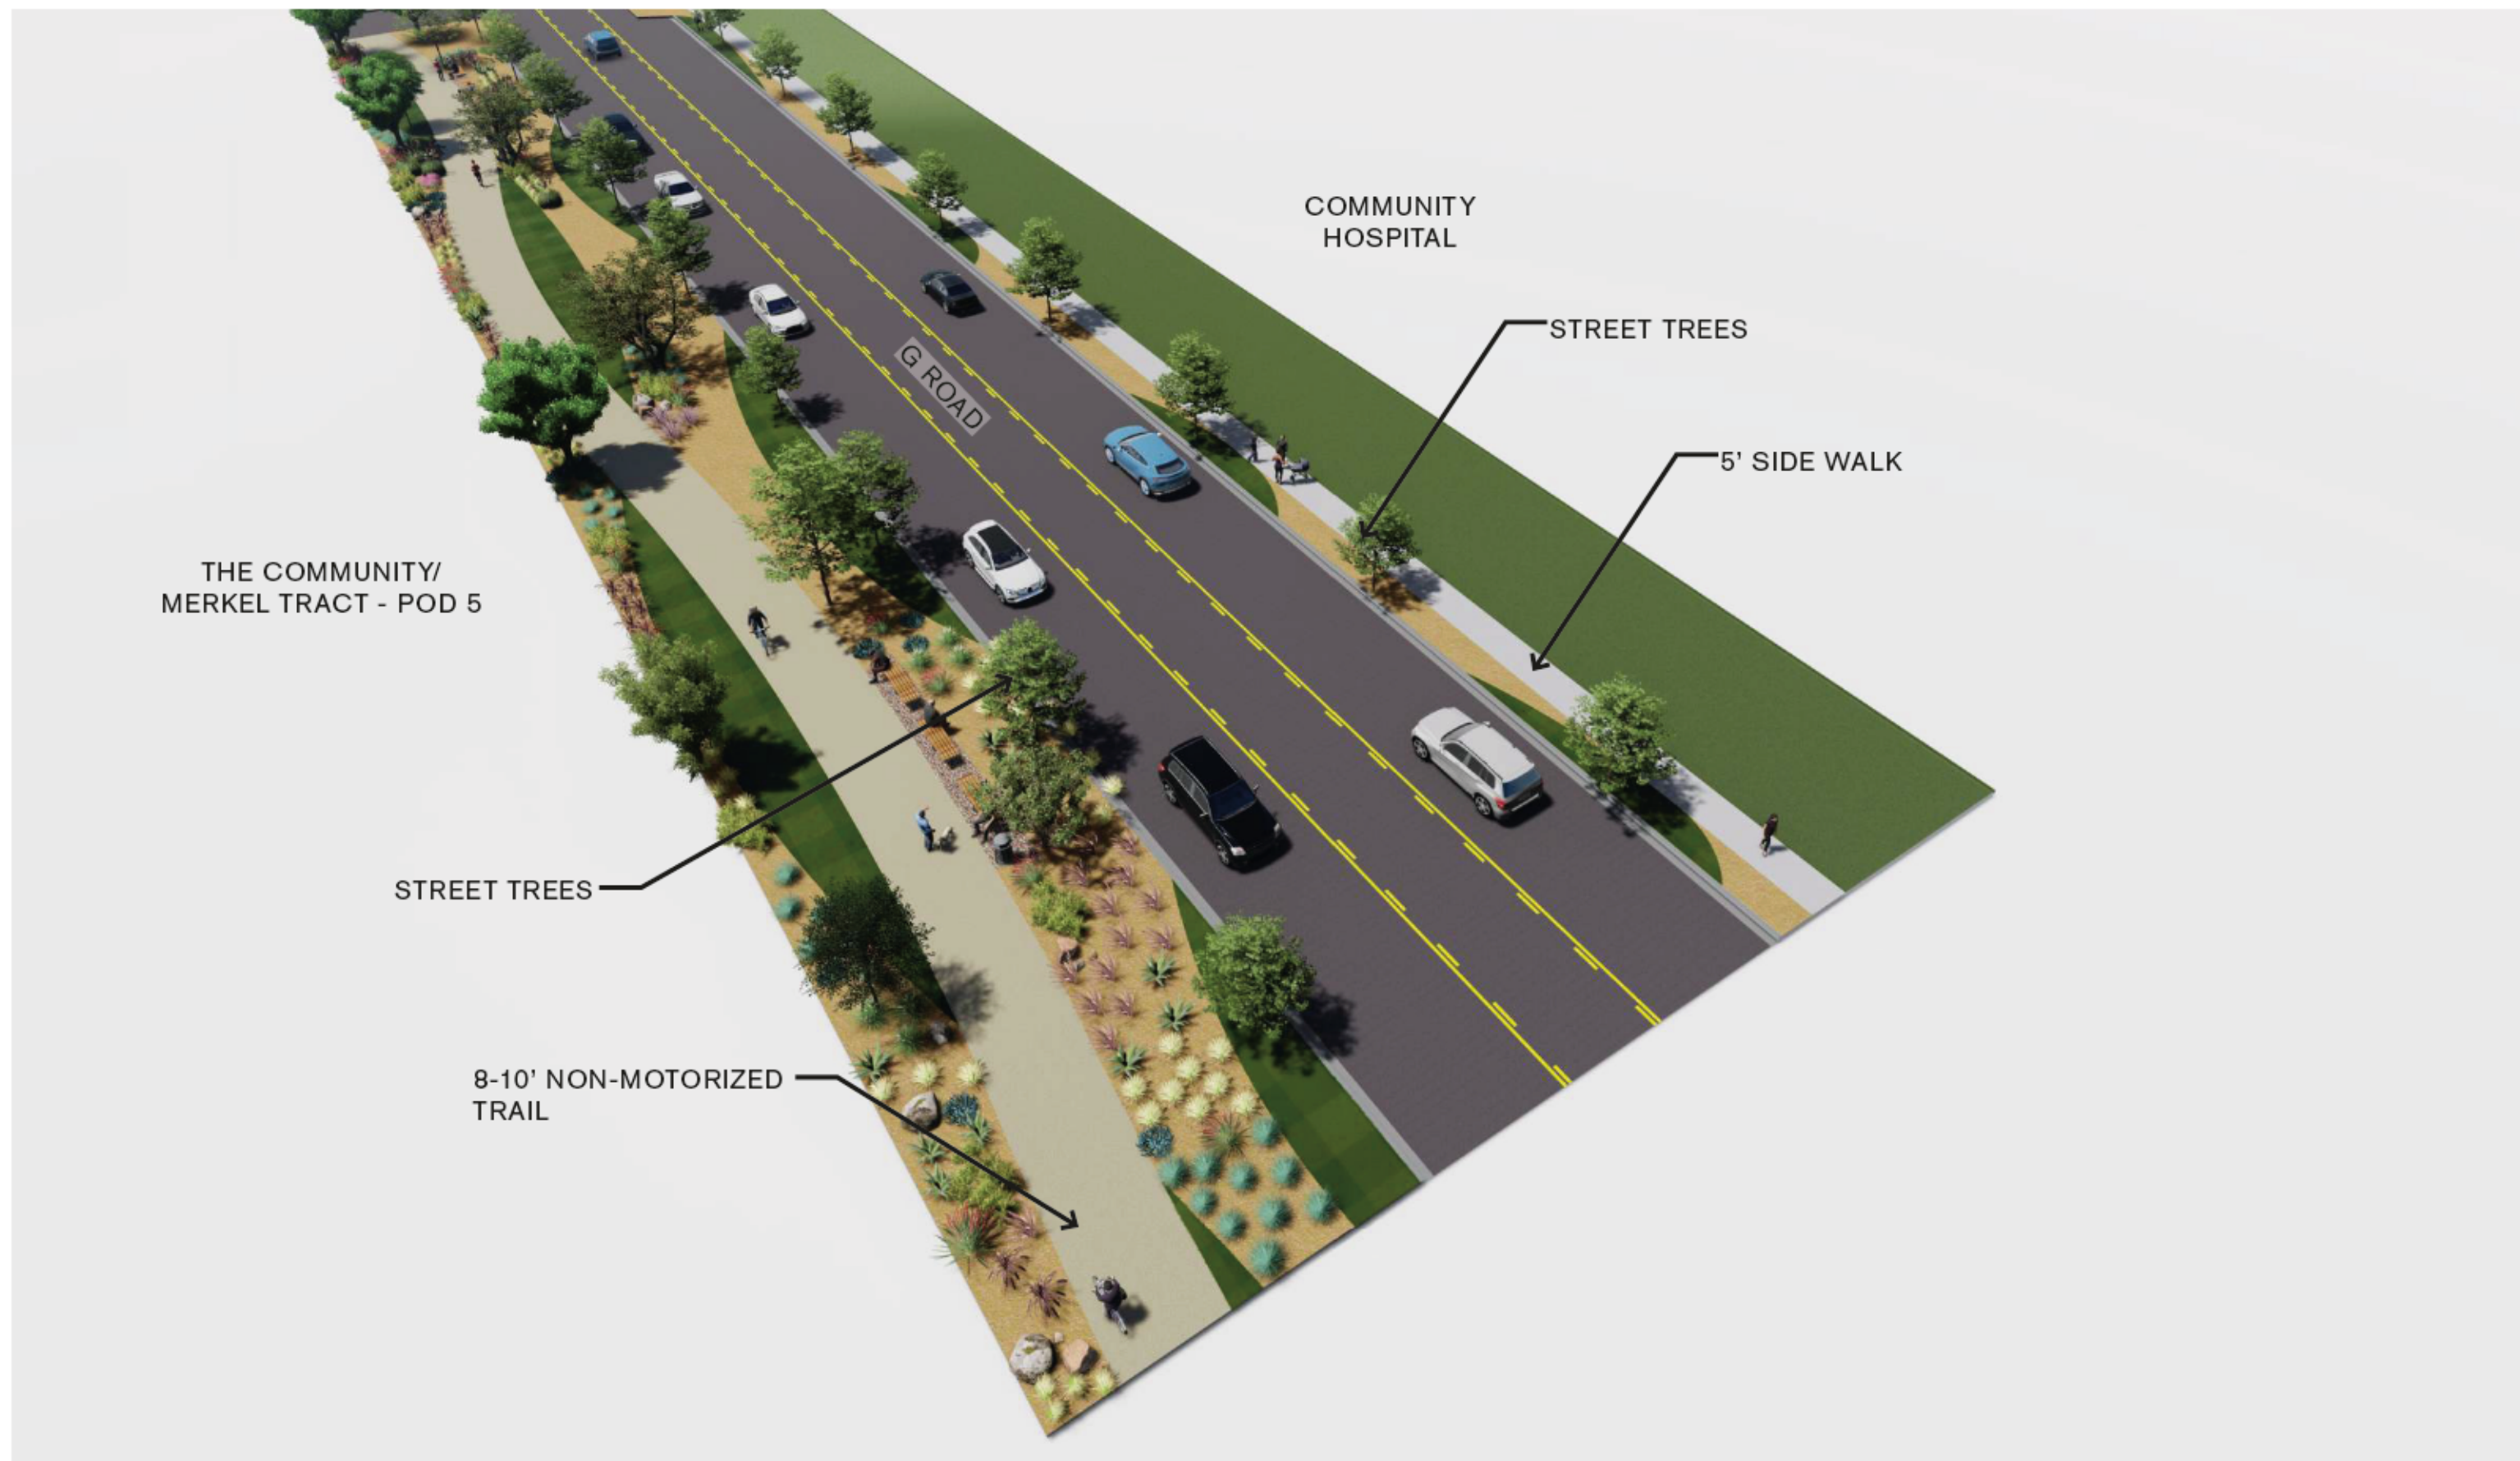 COMMUNITY
HOSPITAL
STREET TREES
G ROAD
5’ SIDE WALK
THE COMMUNITY/
MERKEL TRACT - POD 5
STREET TREES
8-10’ NON-MOTORIZED
TRAIL